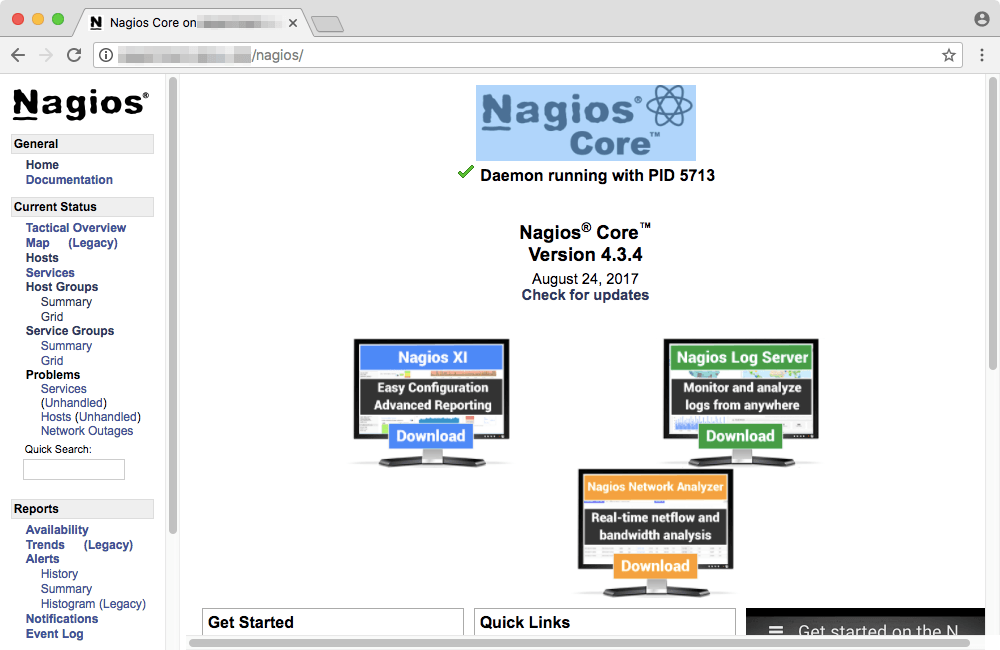 Nagios Core on
/nagios/
Nagios®
General
Home
Documentation
Current Status
Tactical Overview
Map (Legacy)
Hosts
Services
Host Groups
Summary
Grid
Service Groups
Summary
Grid
Problems
Services
(Unhandled)
Hosts (Unhandled)
Network Outages
Quick Search:
Reports
Availability
Trends (Legacy)
Alerts
History
Summary
Histogram (Legacy)
Notifications
Event Log
Nagios®
Core™
Daemon running with PID 5713
Nagios® Core™
Version 4.3.4
August 24, 2017
Check for updates
Nagios XI
Easy Configuration
Advanced Reporting
Download
Nagios Log Server
Monitor and analyze
logs from anywhere
Download
Nagios Network Analyzer
Real-time netflow and
bandwidth analysis
Download
Get Started
Quick Links
Get started on the N